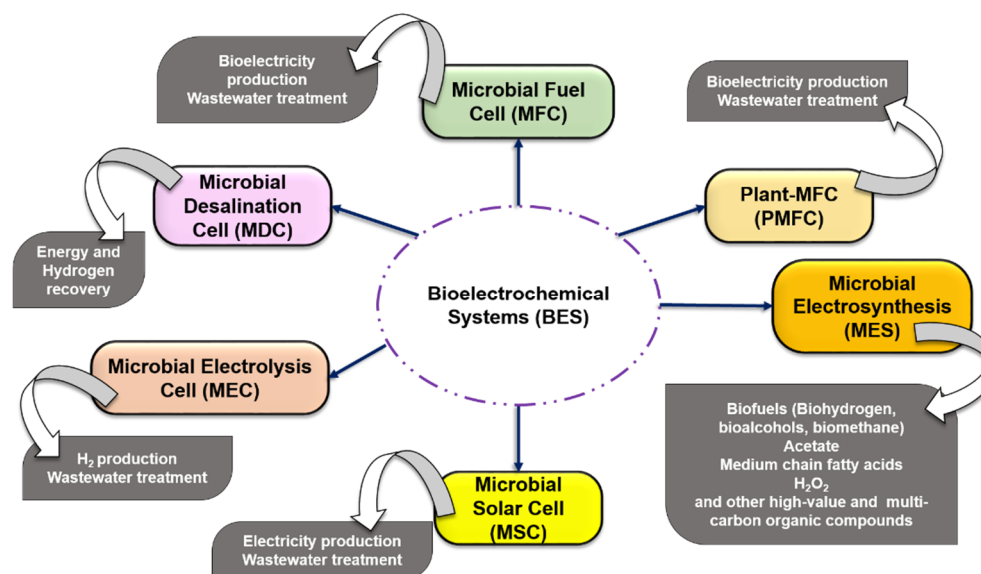 Bioelectricity
production
Wastewater treatment
Microbial Fuel
Cell (MFC)
Bioelectricity production
Wastewater treatment
Microbial
Desalination
Cell (MDC)
Plant-MFC
(PMFC)
Energy and
Hydrogen
recovery
Bioelectrochemical
Systems (BES)
Microbial
Electrosynthesis
(MES)
Microbial Electrolysis
Cell (MEC)
Biofuels (Biohydrogen,
bioalcohols, biomethane)
Acetate
Medium chain fatty acids
H₂O₂
and other high-value and multi-
carbon organic compounds
H₂ production
Wastewater treatment
Microbial
Solar Cell
(MSC)
Electricity production
Wastewater treatment